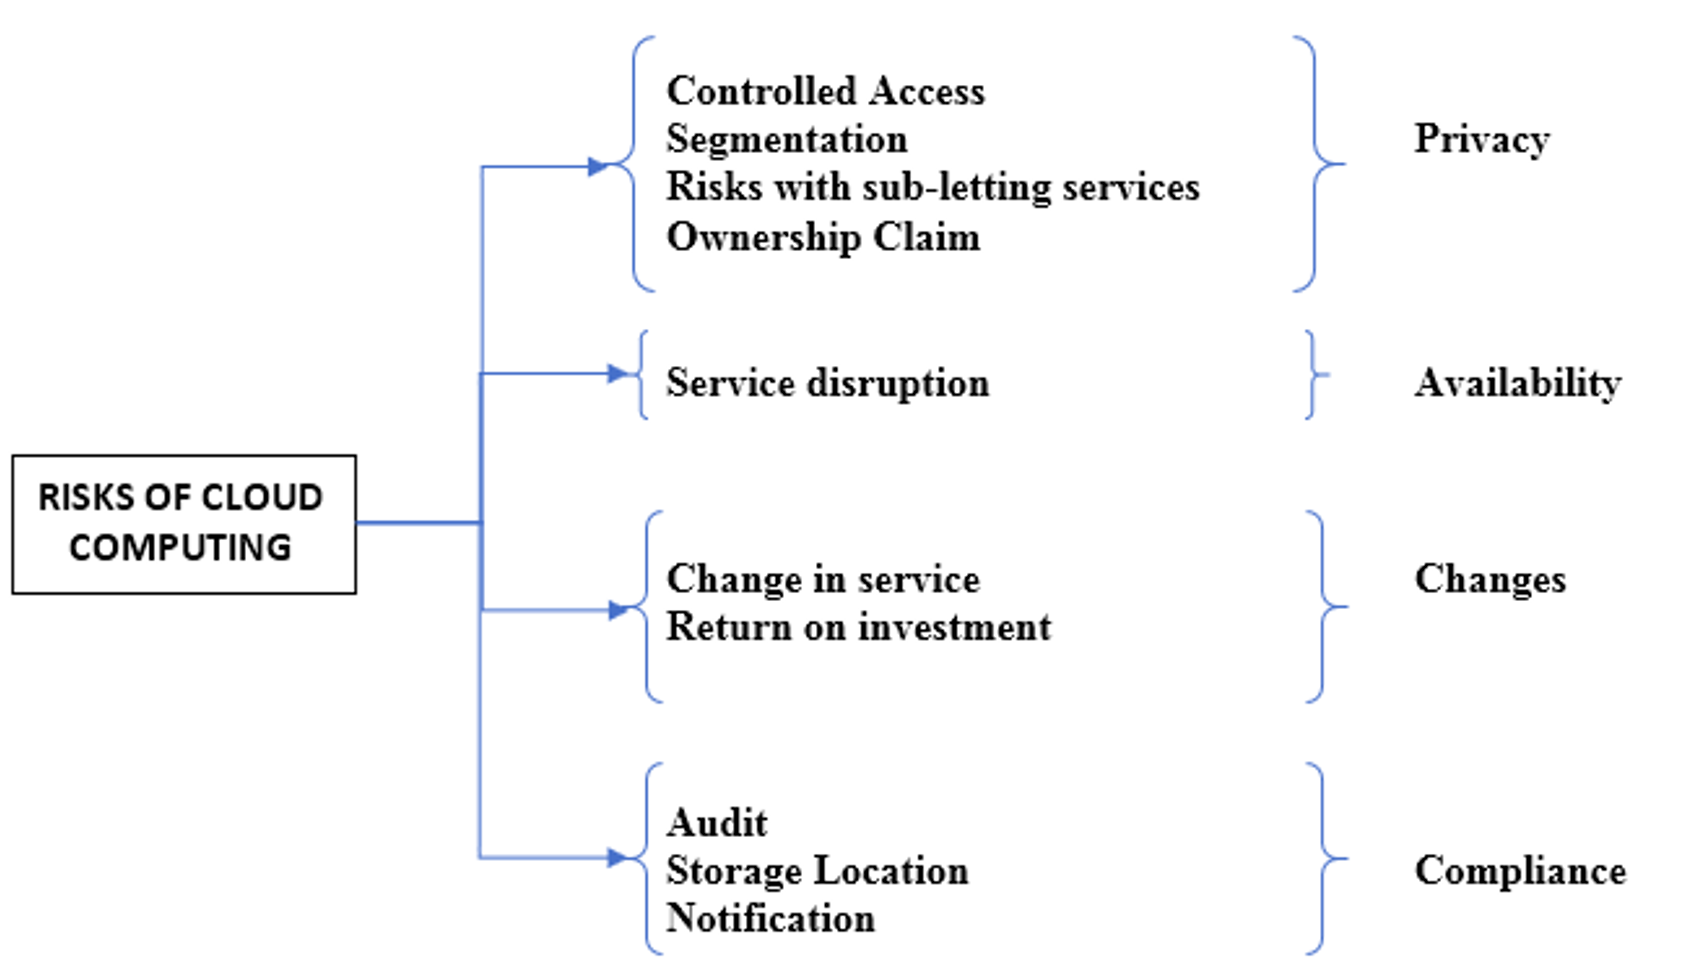 RISKS OF CLOUD
COMPUTING
Controlled Access
Segmentation
Risks with sub-letting services
Ownership Claim
Privacy
Service disruption
Availability
Change in service
Return on investment
Changes
Audit
Storage Location
Notification
Compliance